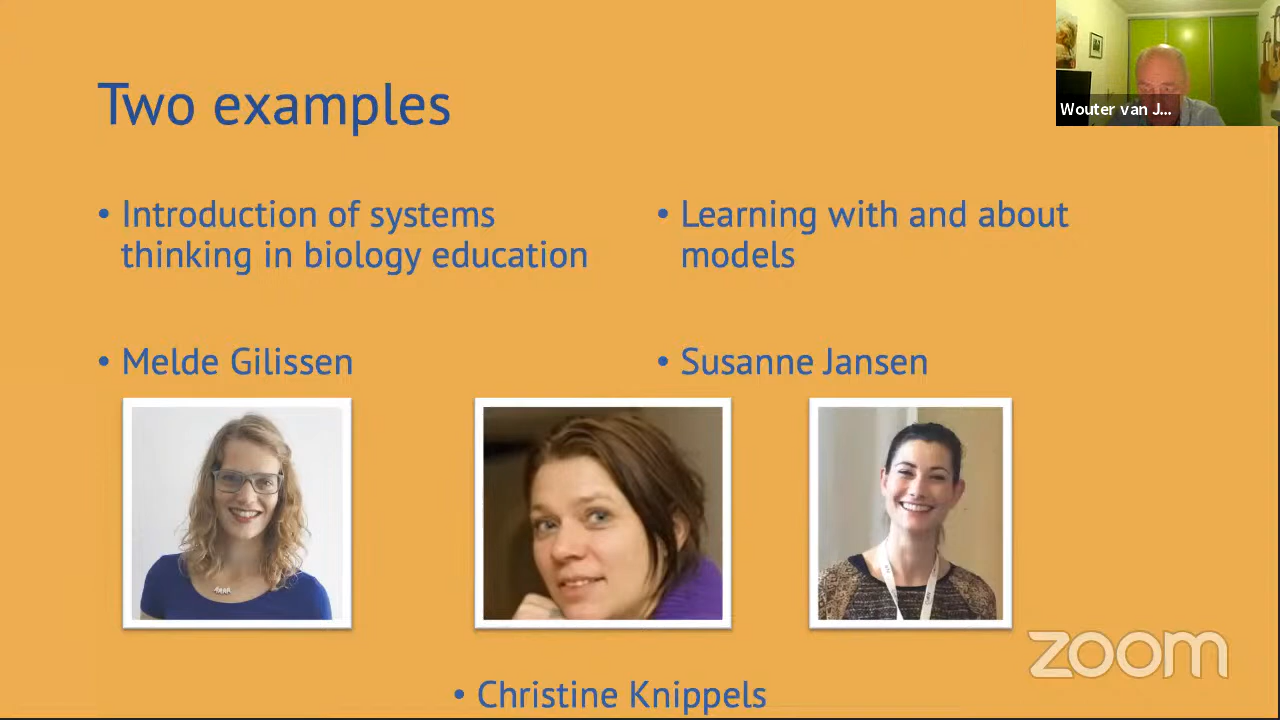 Two examples
Wouter van J...
• Introduction of systems
thinking in biology education
• Melde Gilissen
• Learning with and about
models
• Susanne Jansen
• Christine Knippels
zoom